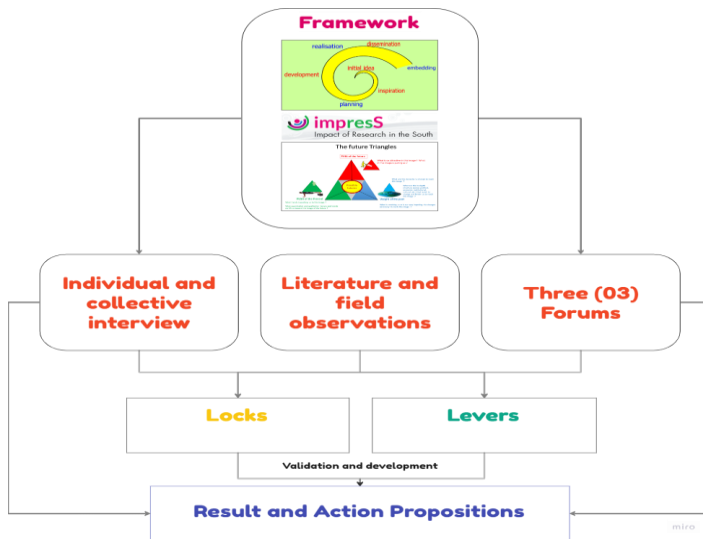 Framework
dissemination
realisation
embedding
initial idea
development
inspiration
planning
impresS
Impact of Research in the South
The future Triangles
Individual and
collective
interview
Literature and
field
observations
Three (03)
Forums
Locks
Levers
Validation and development
Result and Action Propositions
miro